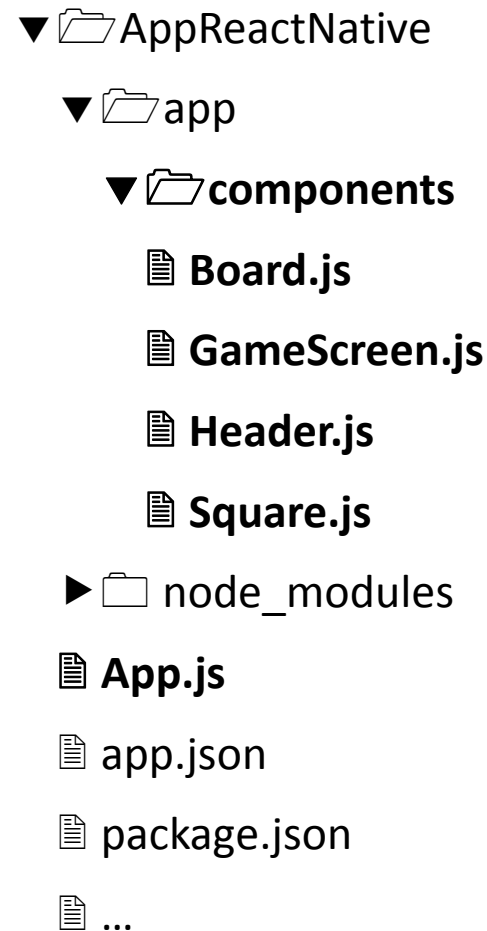 AppReactNative
app
components
Board.js
GameScreen.js
Header.js
Square.js
node_modules
App.js
app.json
package.json
...